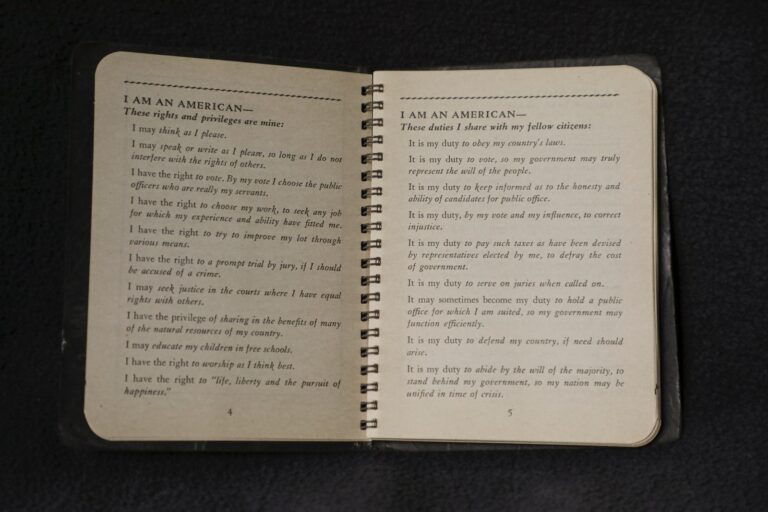 I AM AN AMERICAN—
These rights and privileges are mine:
I may think as I please.
I may speak or write as I please, so long as I do not
interfere with the rights of others.
I have the right to vote. By my vote I choose the public
officers who are really my servants.
I have the right to choose my work, to seek any job
for which my experience and ability have fitted me.
I have the right to try to improve my lot through
various means.
I have the right to a prompt trial by jury, if I should
be accused of a crime.
I may seek justice in the courts where I have equal
rights with others.
I have the privilege of sharing in the benefits of many
of the natural resources of my country.
I may educate my children in free schools.
I have the right to worship as I think best.
I have the right to "life, liberty and the pursuit of
happiness."
4
I AM AN AMERICAN—
These duties I share with my fellow citizens:
It is my duty to obey my country's laws.
It is my duty to vote, so my government may truly
represent the will of the people.
It is my duty to keep informed as to the honesty and
ability of candidates for public office.
It is my duty, by my vote and my influence, to correct
injustice.
It is my duty to pay such taxes as have been devised
by representatives elected by me, to defray the cost
of government.
It is my duty to serve on juries when called on.
It may sometimes become my duty to hold a public
office for which I am suited, so my government may
function efficiently.
It is my duty to defend my country, if need should
arise.
It is my duty to abide by the will of the majority, to
stand behind my government, so my nation may be
unified in time of crisis.
5